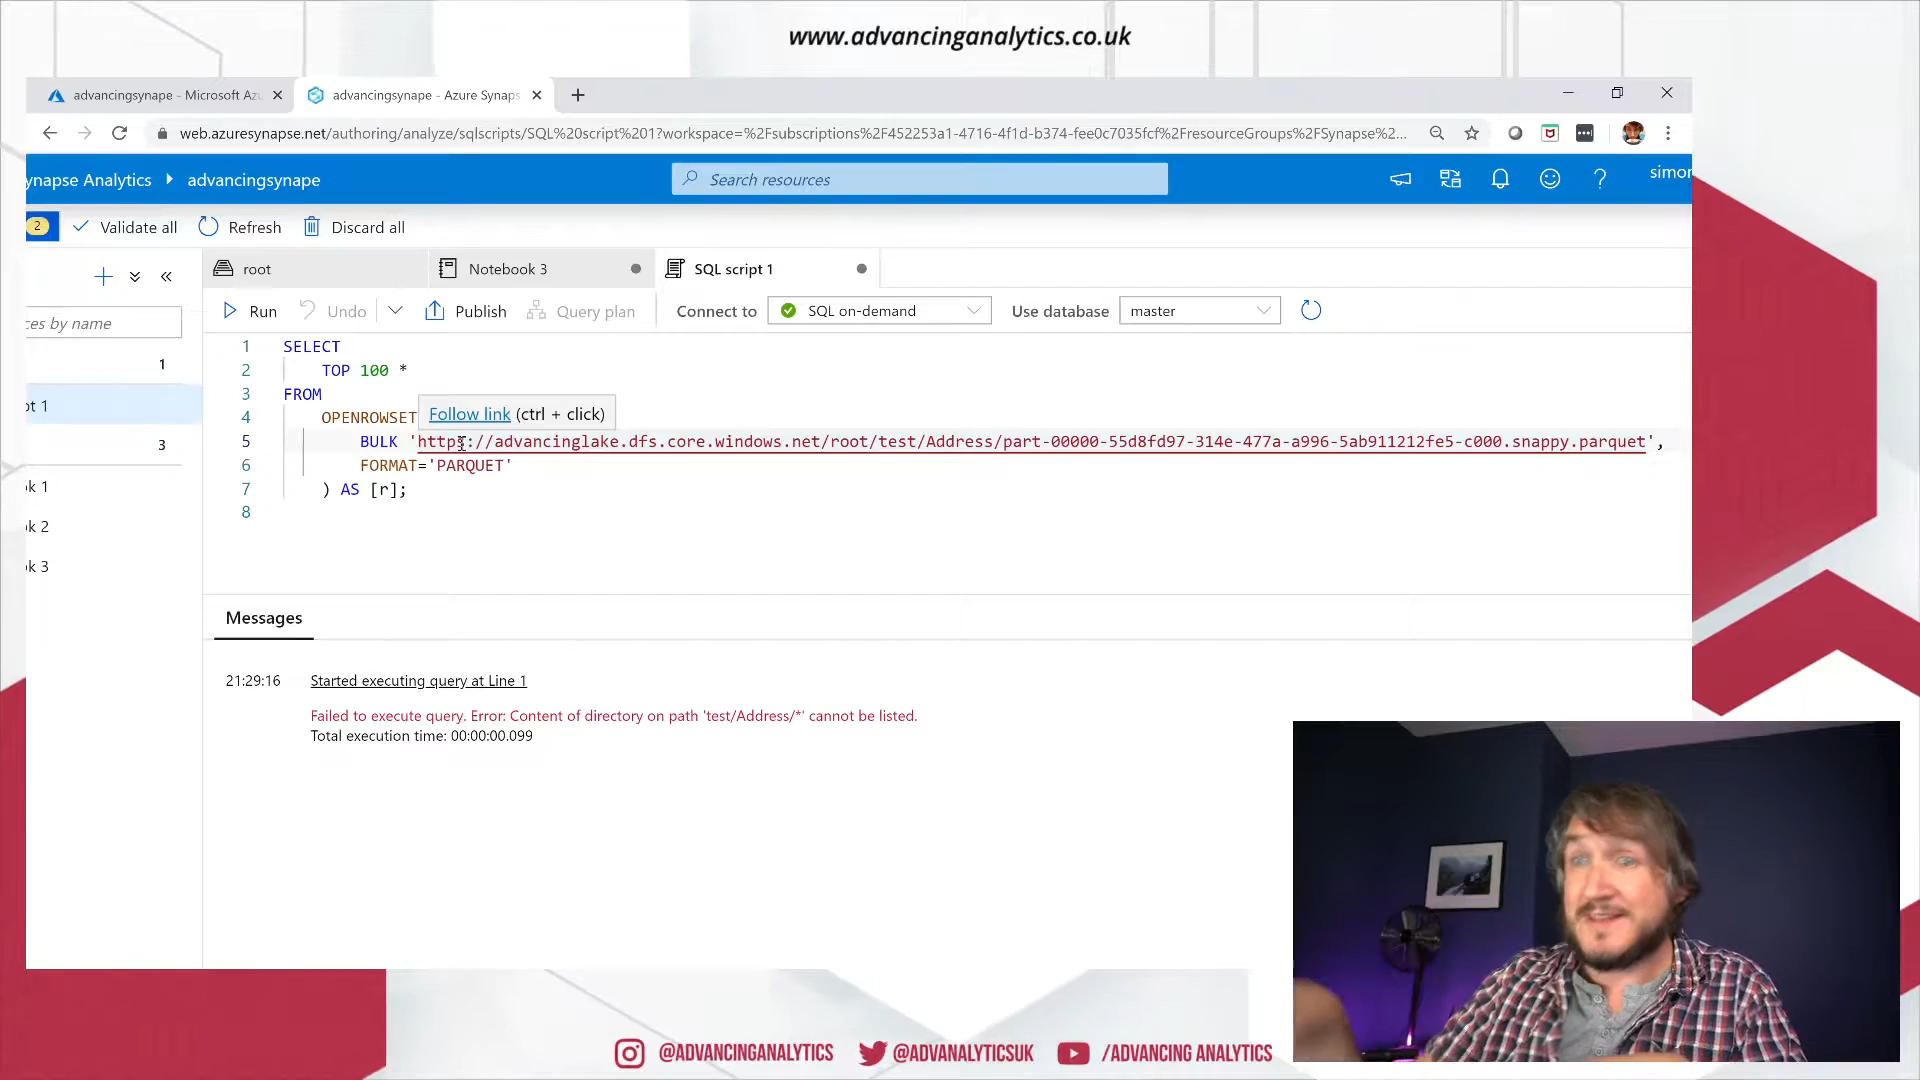 www.advancinganalytics.co.uk
advancingsynape - Microsoft Az
advancingsynape - Azure Synaps
web.azuresynapse.net/authoring/analyze/sqlscripts/SQL%20script%201?workspace=%2Fsubscriptions%2F452253a1-4716-4f1d-b374-fee0c7035fcf%2FresourceGroups%2FSynapse%2...
ynapse Analytics advancingsynape
Search resources
simon
2 Validate all Refresh Discard all
root
Notebook 3
SQL script 1
ces by name
Run Undo Publish Query plan Connect to SQL on-demand Use database master
1
ot 1
3
ok 1
ok 2
ok 3
1 SELECT
2 TOP 100 *
3 FROM
4 OPENROWSET
Follow link (ctrl + click)
5 BULK 'https://advancinglake.dfs.core.windows.net/root/test/Address/part-00000-55d8fd97-314e-477a-a996-5ab911212fe5-c000.snappy.parquet',
6 FORMAT='PARQUET'
7 ) AS [r];
8
Messages
21:29:16 Started executing query at Line 1
Failed to execute query. Error: Content of directory on path 'test/Address/*' cannot be listed.
Total execution time: 00:00:00.099
@ADVANCINGANALYTICS @ADVANALYTICSUK /ADVANCING ANALYTICS